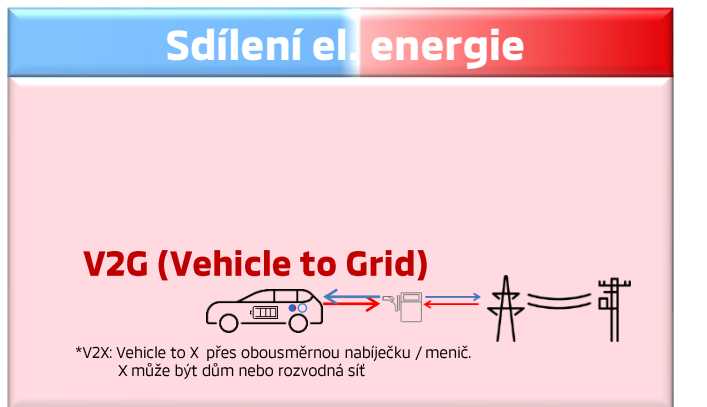 Sdílení el. energie
V2G (Vehicle to Grid)
*V2X: Vehicle to X přes obousměrnou nabíječku / menič.
X může být dům nebo rozvodná síť